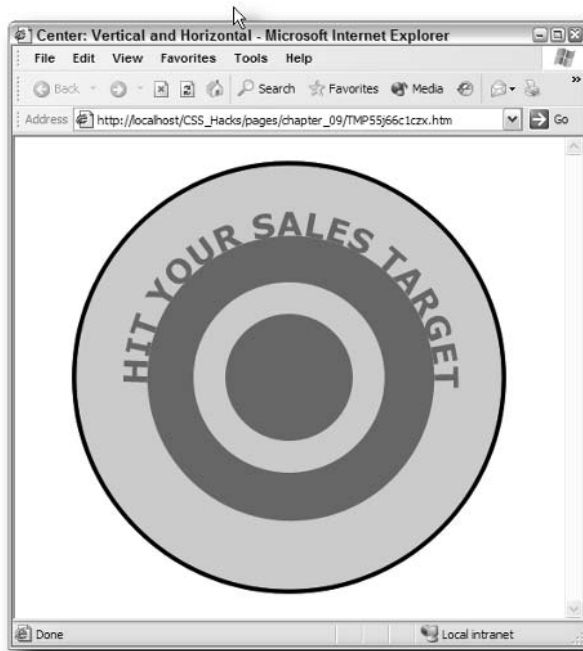 Center: Vertical and Horizontal - Microsoft Internet Explorer
File Edit View Favorites Tools Help
Back Search Favorites Media »
Address http://localhost/CSS_Hacks/pages/chapter_09/TMP55j66c1czx.htm Go
HIT YOUR SALES TARGET
Done Local intranet